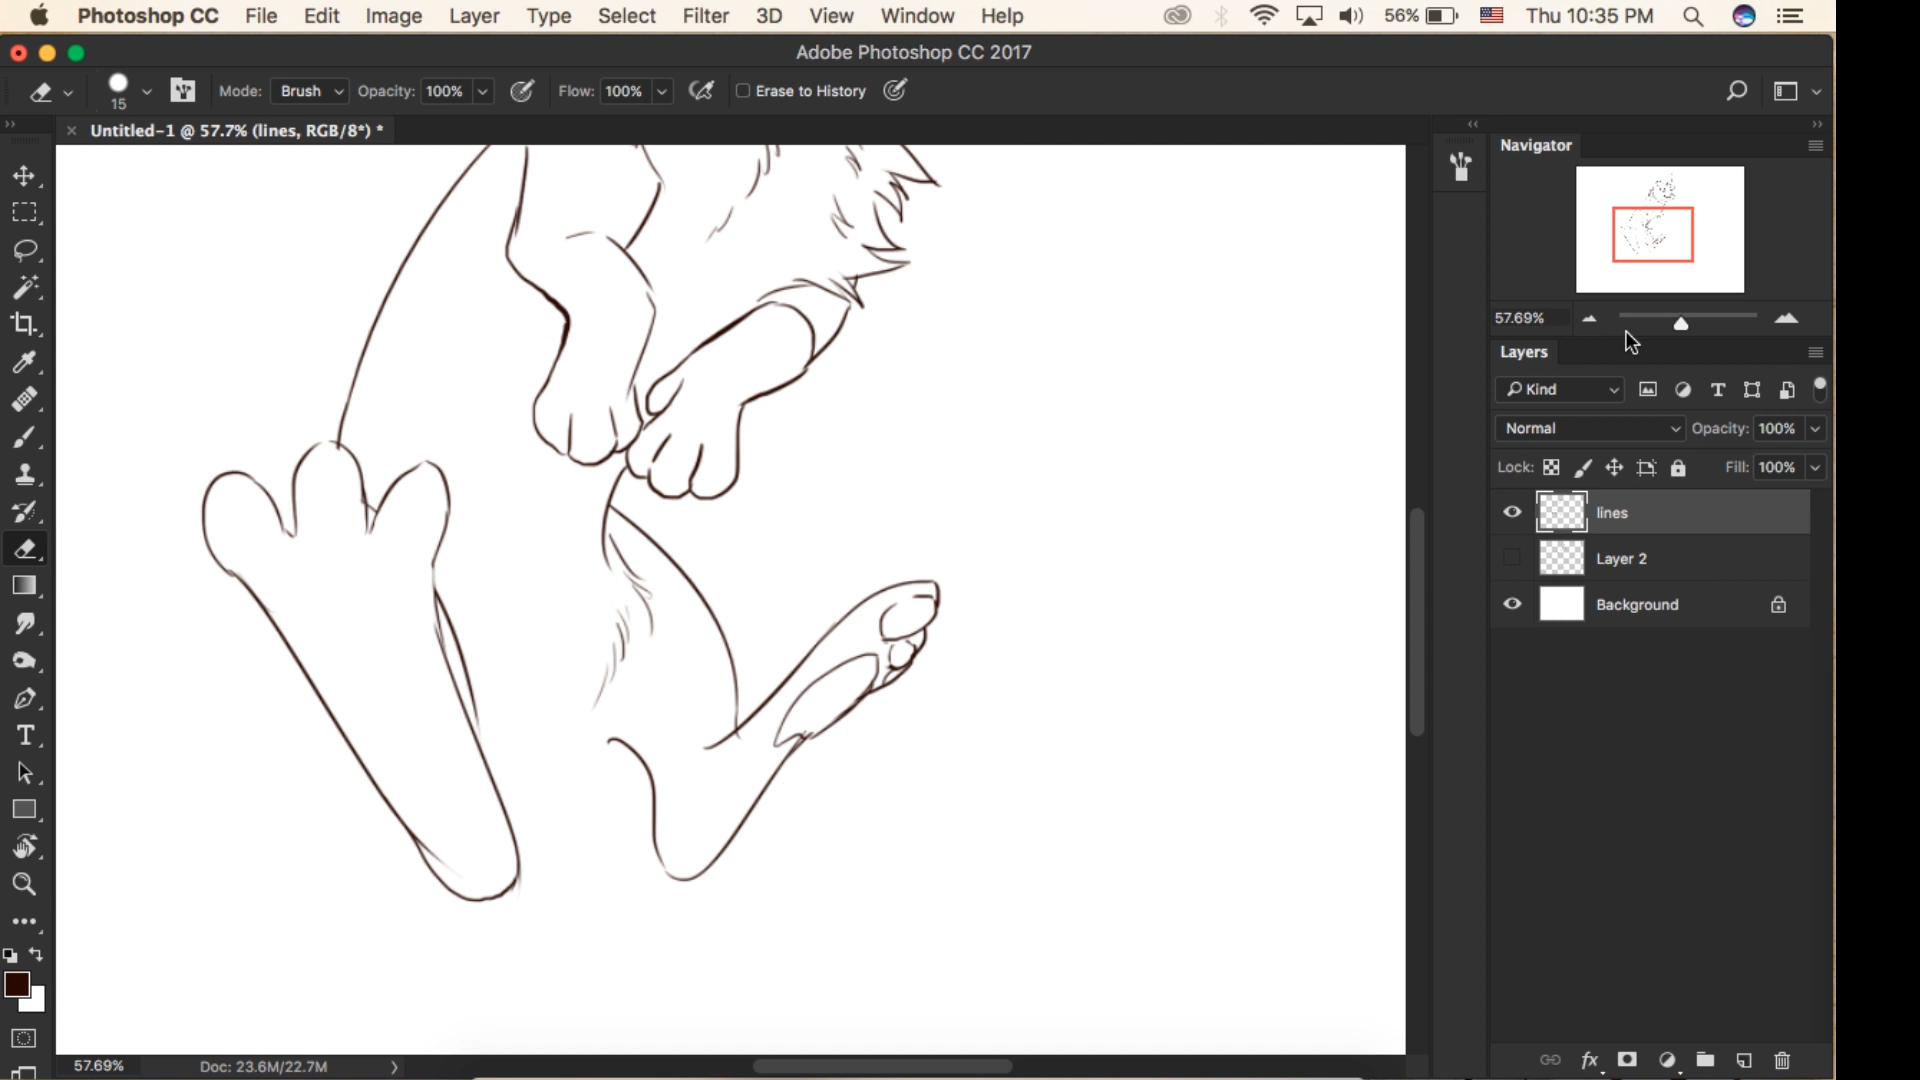 Photoshop CC File Edit Image Layer Type Select Filter 3D View Window Help 56% Thu 10:35 PM
Adobe Photoshop CC 2017
15 Mode: Brush Opacity: 100% Flow: 100% Erase to History
Untitled-1 @ 57.7% (lines, RGB/8*) *
Navigator
57.69%
Layers
Kind
Normal Opacity: 100%
Lock: Fill: 100%
lines
Layer 2
Background
57.69% Doc: 23.6M/22.7M